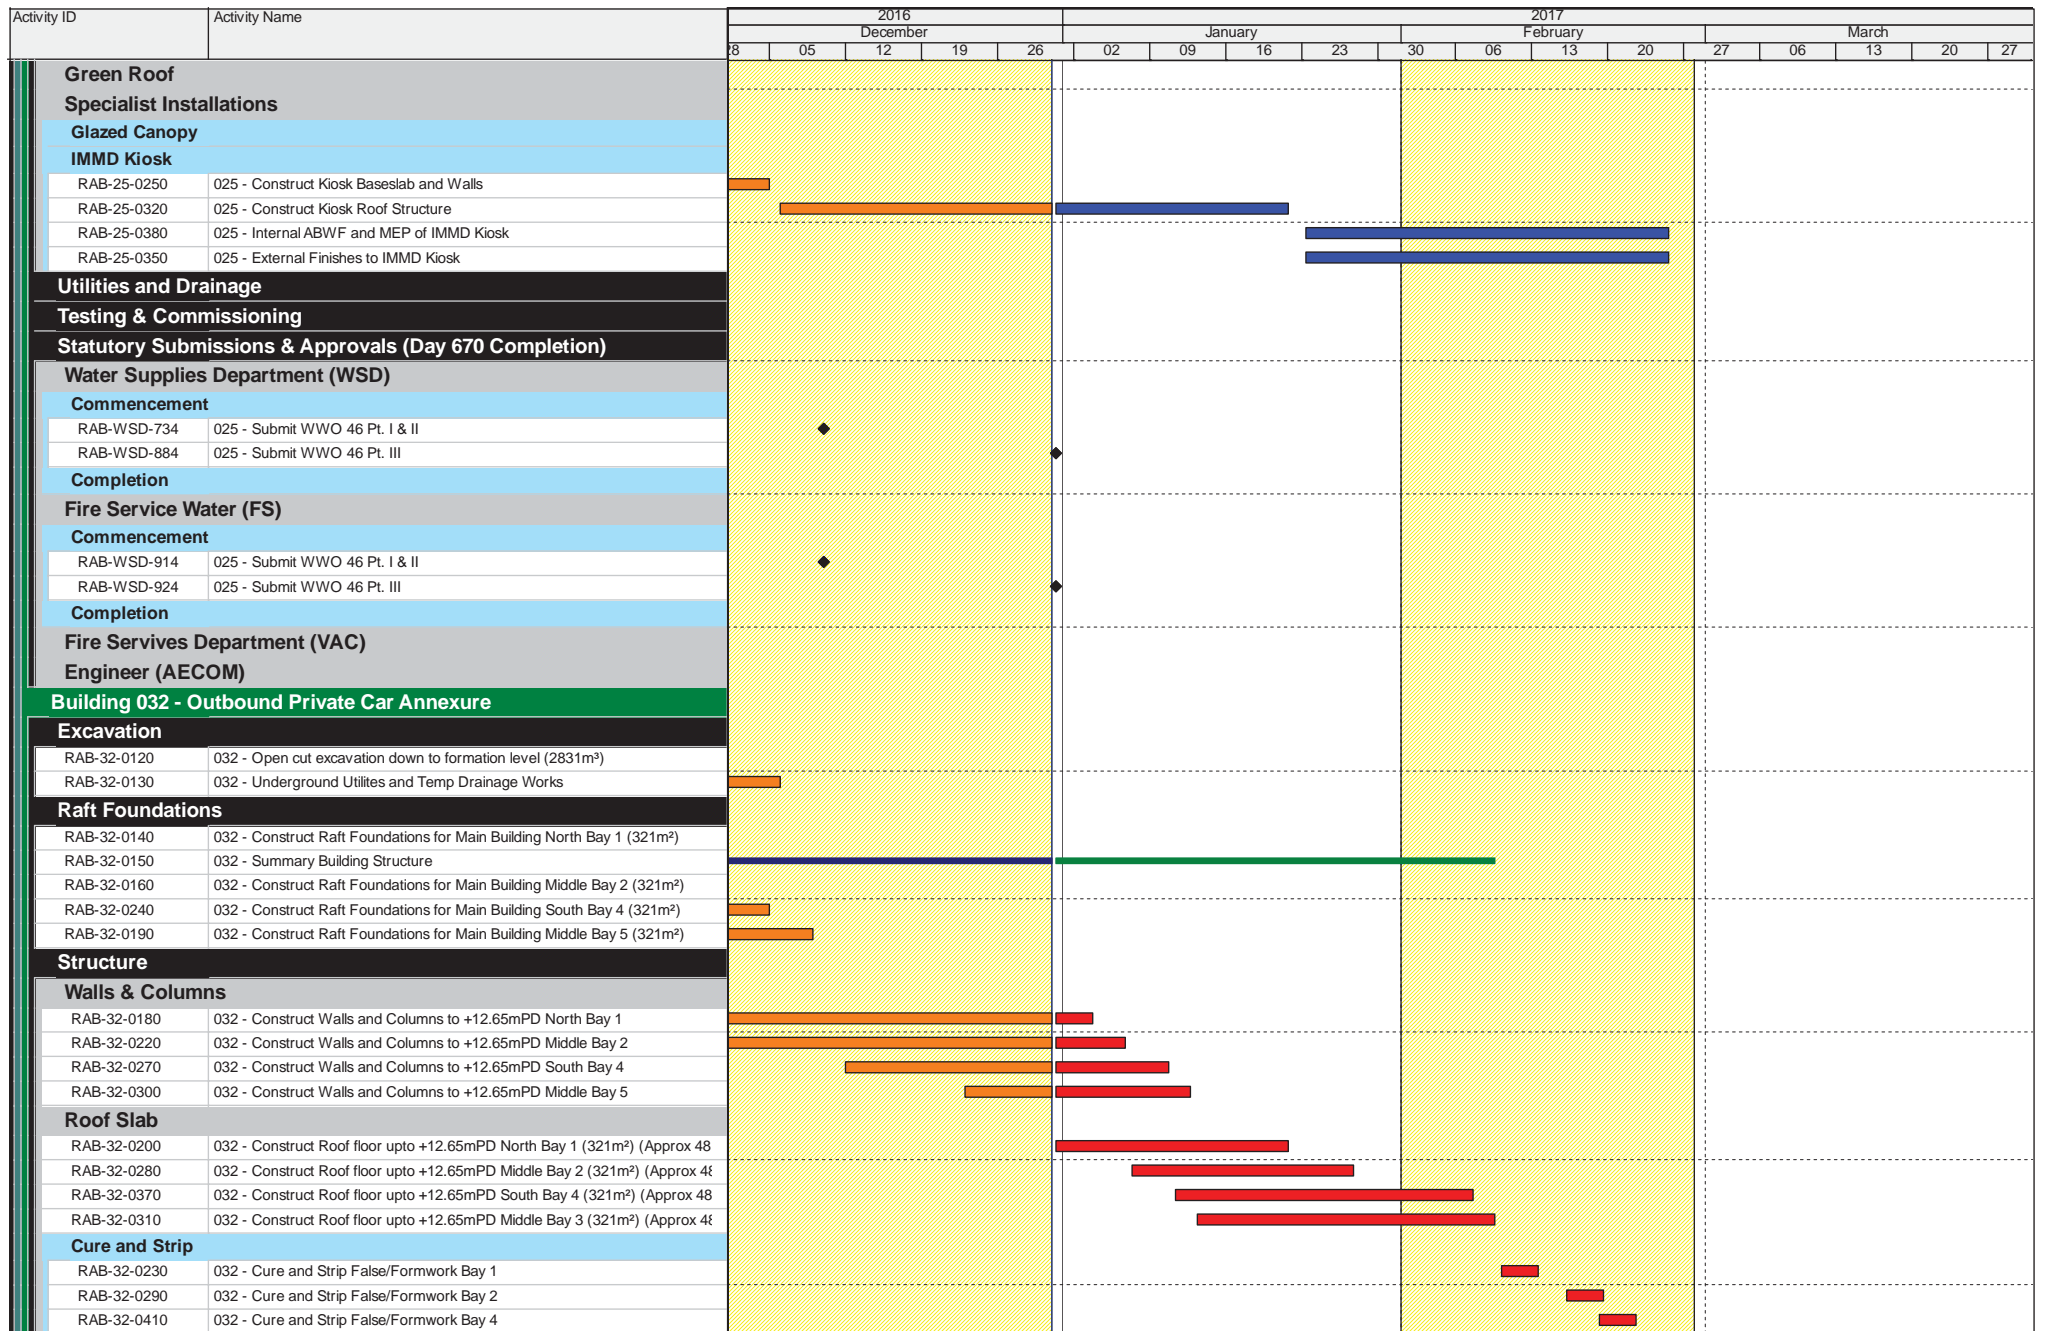 Activity ID Activity Name 2016 2017
December January February March
28 05 12 19 26 02 09 16 23 30 06 13 20 27 06 13 20 27
Green Roof
Specialist Installations
Glazed Canopy
IMMD Kiosk
RAB-25-0250 025 - Construct Kiosk Baseslab and Walls
RAB-25-0320 025 - Construct Kiosk Roof Structure
RAB-25-0380 025 - Internal ABWF and MEP of IMMD Kiosk
RAB-25-0350 025 - External Finishes to IMMD Kiosk
Utilities and Drainage
Testing & Commissioning
Statutory Submissions & Approvals (Day 670 Completion)
Water Supplies Department (WSD)
Commencement
RAB-WSD-734 025 - Submit WWO 46 Pt. I & II
RAB-WSD-884 025 - Submit WWO 46 Pt. III
Completion
Fire Service Water (FS)
Commencement
RAB-WSD-914 025 - Submit WWO 46 Pt. I & II
RAB-WSD-924 025 - Submit WWO 46 Pt. III
Completion
Fire Servives Department (VAC)
Engineer (AECOM)
Building 032 - Outbound Private Car Annexure
Excavation
RAB-32-0120 032 - Open cut excavation down to formation level (2831m³)
RAB-32-0130 032 - Underground Utilites and Temp Drainage Works
Raft Foundations
RAB-32-0140 032 - Construct Raft Foundations for Main Building North Bay 1 (321m²)
RAB-32-0150 032 - Summary Building Structure
RAB-32-0160 032 - Construct Raft Foundations for Main Building Middle Bay 2 (321m²)
RAB-32-0240 032 - Construct Raft Foundations for Main Building South Bay 4 (321m²)
RAB-32-0190 032 - Construct Raft Foundations for Main Building Middle Bay 5 (321m²)
Structure
Walls & Columns
RAB-32-0180 032 - Construct Walls and Columns to +12.65mPD North Bay 1
RAB-32-0220 032 - Construct Walls and Columns to +12.65mPD Middle Bay 2
RAB-32-0270 032 - Construct Walls and Columns to +12.65mPD South Bay 4
RAB-32-0300 032 - Construct Walls and Columns to +12.65mPD Middle Bay 5
Roof Slab
RAB-32-0200 032 - Construct Roof floor upto +12.65mPD North Bay 1 (321m²) (Approx 48
RAB-32-0280 032 - Construct Roof floor upto +12.65mPD Middle Bay 2 (321m²) (Approx 48
RAB-32-0370 032 - Construct Roof floor upto +12.65mPD South Bay 4 (321m²) (Approx 48
RAB-32-0310 032 - Construct Roof floor upto +12.65mPD Middle Bay 3 (321m²) (Approx 48
Cure and Strip
RAB-32-0230 032 - Cure and Strip False/Formwork Bay 1
RAB-32-0290 032 - Cure and Strip False/Formwork Bay 2
RAB-32-0410 032 - Cure and Strip False/Formwork Bay 4